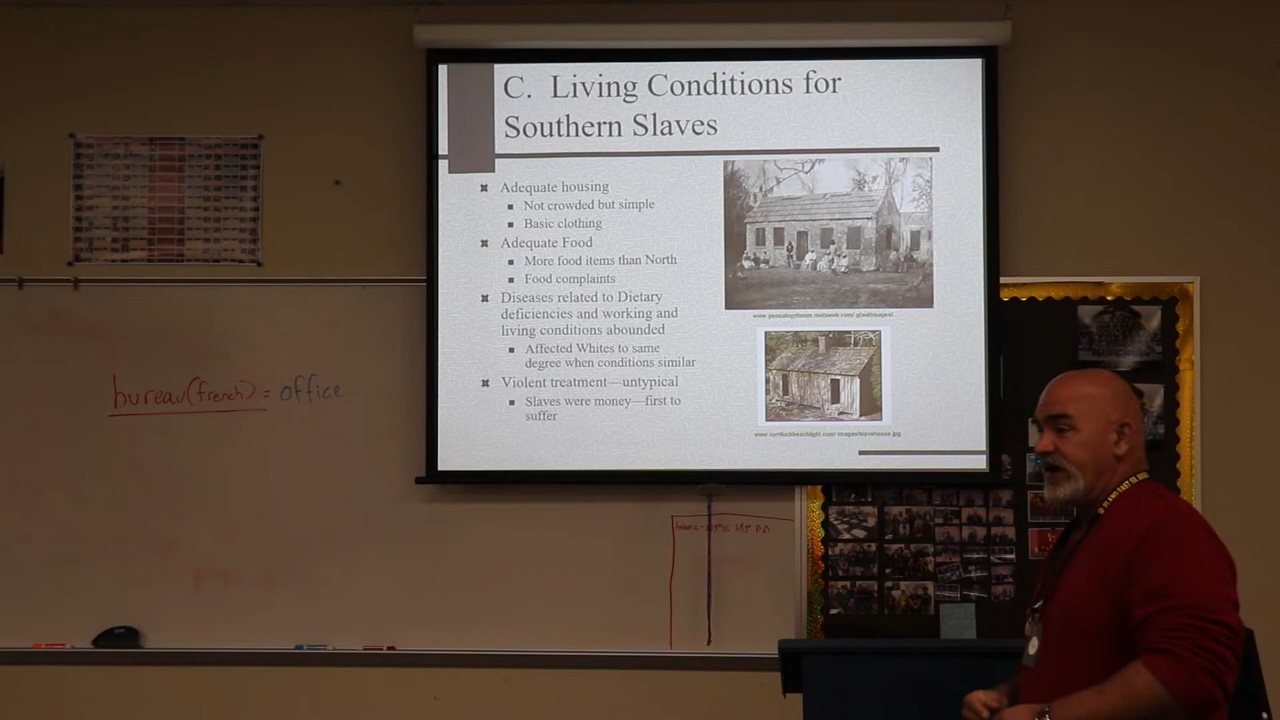 C. Living Conditions for
Southern Slaves
Adequate housing
Not crowded but simple
Basic clothing
Adequate Food
More food items than North
Food complaints
Diseases related to Dietary
deficiencies and working and
living conditions abounded
Affected Whites to same
degree when conditions similar
Violent treatment—untypical
Slaves were money—first to
suffer
bureau(french) = office